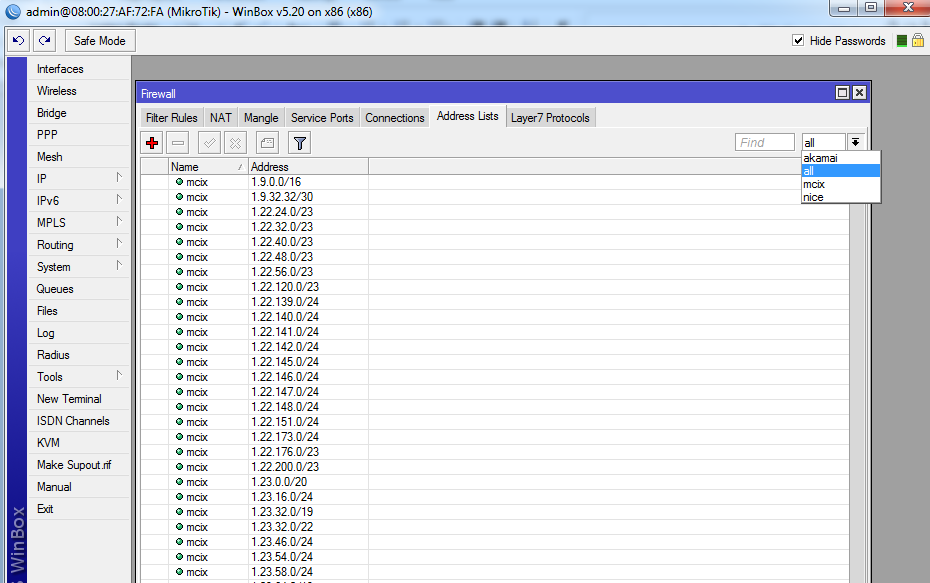 admin@08:00:27:AF:72:FA (MikroTik) - WinBox v5.20 on x86 (x86)
Safe Mode
Hide Passwords
Interfaces
Wireless
Bridge
PPP
Mesh
IP
IPv6
MPLS
Routing
System
Queues
Files
Log
Radius
Tools
New Terminal
ISDN Channels
KVM
Make Supout.rif
Manual
Exit
WinBox
Firewall
Filter Rules NAT Mangle Service Ports Connections Address Lists Layer7 Protocols
Find all
akamai
all
mcix
nice
Name Address
mcix 1.9.0.0/16
mcix 1.9.32.32/30
mcix 1.22.24.0/23
mcix 1.22.32.0/23
mcix 1.22.40.0/23
mcix 1.22.48.0/23
mcix 1.22.56.0/23
mcix 1.22.120.0/23
mcix 1.22.139.0/24
mcix 1.22.140.0/24
mcix 1.22.141.0/24
mcix 1.22.142.0/24
mcix 1.22.145.0/24
mcix 1.22.146.0/24
mcix 1.22.147.0/24
mcix 1.22.148.0/24
mcix 1.22.151.0/24
mcix 1.22.173.0/24
mcix 1.22.176.0/23
mcix 1.22.200.0/23
mcix 1.23.0.0/20
mcix 1.23.16.0/24
mcix 1.23.32.0/19
mcix 1.23.32.0/22
mcix 1.23.46.0/24
mcix 1.23.54.0/24
mcix 1.23.58.0/24